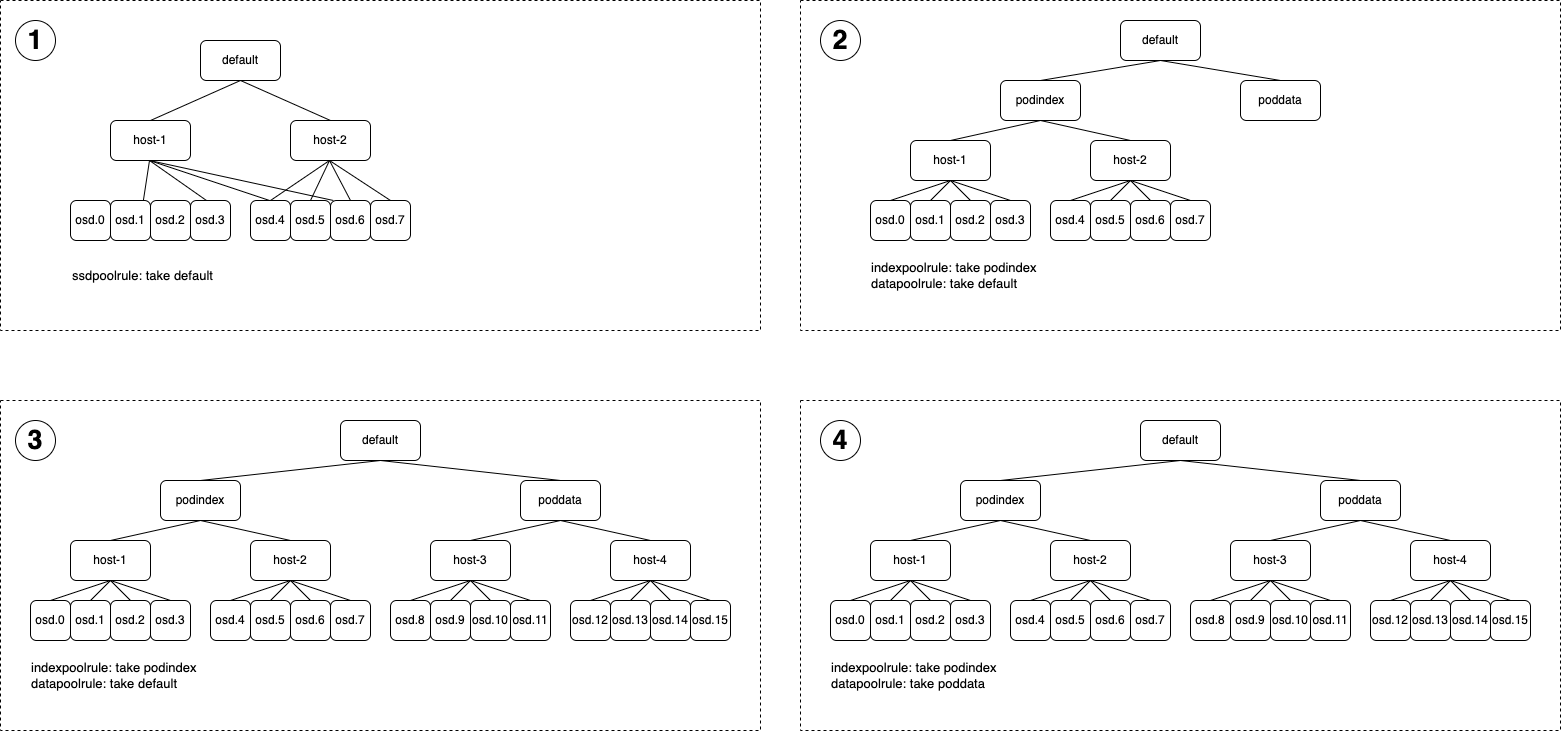 1
default
host-1 host-2
osd.0 osd.1 osd.2 osd.3 osd.4 osd.5 osd.6 osd.7
ssdpoolrule: take default
2
default
podindex poddata
host-1 host-2
osd.0 osd.1 osd.2 osd.3 osd.4 osd.5 osd.6 osd.7
indexpoolrule: take podindex
datapoolrule: take default
3
default
podindex poddata
host-1 host-2 host-3 host-4
osd.0 osd.1 osd.2 osd.3 osd.4 osd.5 osd.6 osd.7 osd.8 osd.9 osd.10 osd.11 osd.12 osd.13 osd.14 osd.15
indexpoolrule: take podindex
datapoolrule: take default
4
default
podindex poddata
host-1 host-2 host-3 host-4
osd.0 osd.1 osd.2 osd.3 osd.4 osd.5 osd.6 osd.7 osd.8 osd.9 osd.10 osd.11 osd.12 osd.13 osd.14 osd.15
indexpoolrule: take podindex
datapoolrule: take poddata